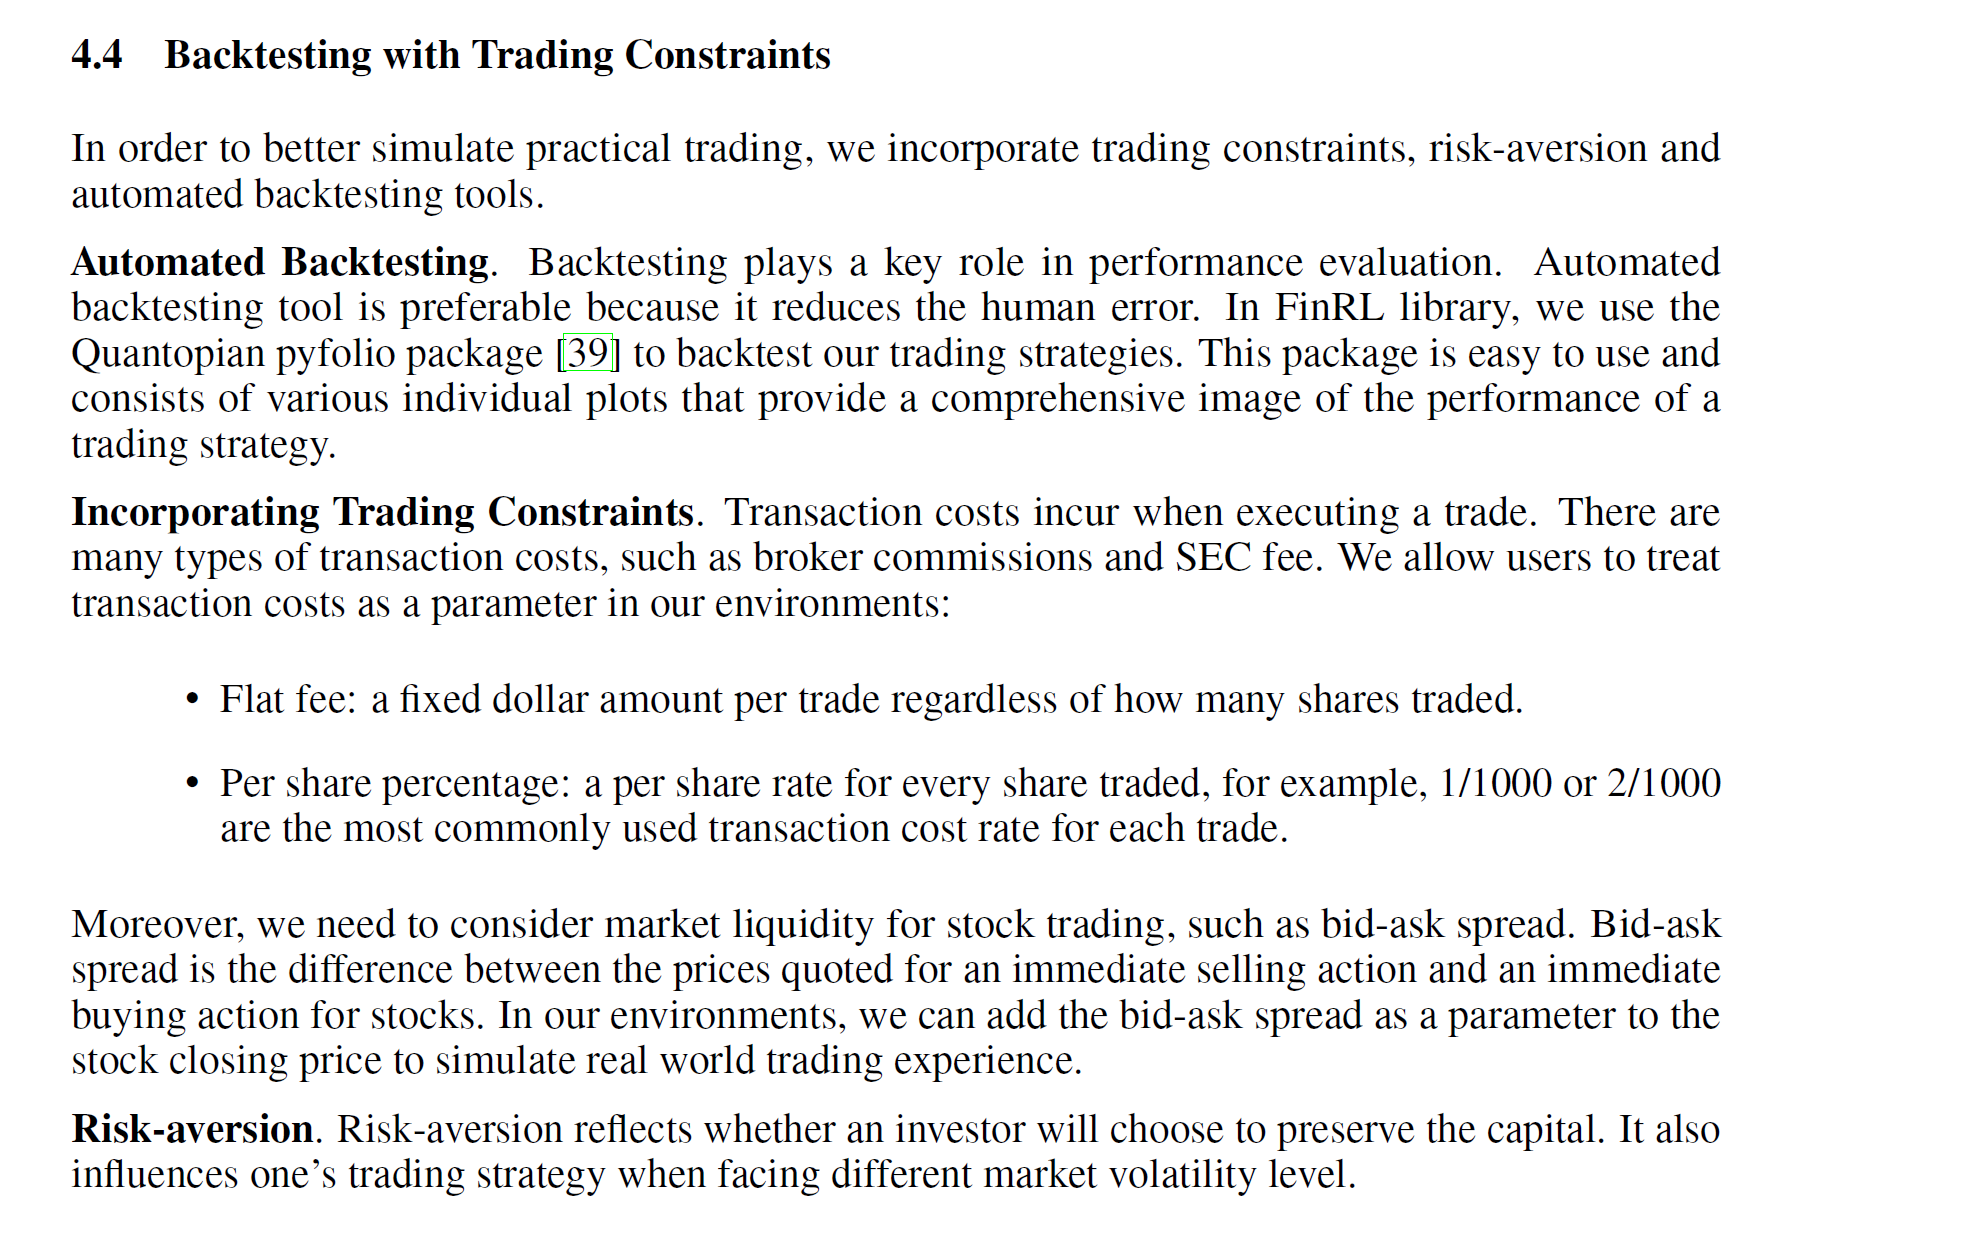 4.4 Backtesting with Trading Constraints
In order to better simulate practical trading, we incorporate trading constraints, risk-aversion and
automated backtesting tools.
Automated Backtesting. Backtesting plays a key role in performance evaluation. Automated
backtesting tool is preferable because it reduces the human error. In FinRL library, we use the
Quantopian pyfolio package [39] to backtest our trading strategies. This package is easy to use and
consists of various individual plots that provide a comprehensive image of the performance of a
trading strategy.
Incorporating Trading Constraints. Transaction costs incur when executing a trade. There are
many types of transaction costs, such as broker commissions and SEC fee. We allow users to treat
transaction costs as a parameter in our environments:
• Flat fee: a fixed dollar amount per trade regardless of how many shares traded.
• Per share percentage: a per share rate for every share traded, for example, 1/1000 or 2/1000
are the most commonly used transaction cost rate for each trade.
Moreover, we need to consider market liquidity for stock trading, such as bid-ask spread. Bid-ask
spread is the difference between the prices quoted for an immediate selling action and an immediate
buying action for stocks. In our environments, we can add the bid-ask spread as a parameter to the
stock closing price to simulate real world trading experience.
Risk-aversion. Risk-aversion reflects whether an investor will choose to preserve the capital. It also
influences one’s trading strategy when facing different market volatility level.